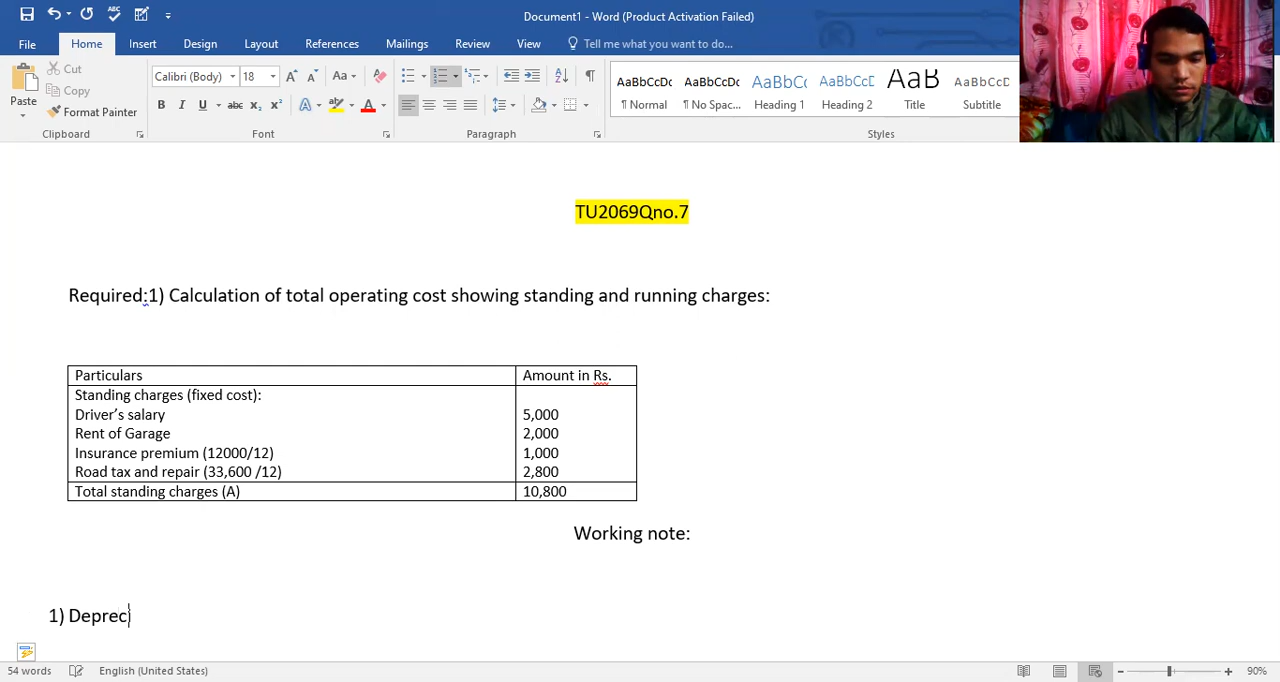 Document1 - Word (Product Activation Failed)
File Home Insert Design Layout References Mailings Review View Tell me what you want to do...
Paste Cut Copy Format Painter
Calibri (Body) 18
AaBbCcDc AaBbCcDc AaBbCc AaBbCcD AaB AaBbCcD
¶ Normal ¶ No Spac... Heading 1 Heading 2 Title Subtitle
Clipboard Font Paragraph Styles
TU2069Qno.7
Required:1) Calculation of total operating cost showing standing and running charges:
Particulars Amount in Rs.
Standing charges (fixed cost):
Driver’s salary 5,000
Rent of Garage 2,000
Insurance premium (12000/12) 1,000
Road tax and repair (33,600 /12) 2,800
Total standing charges (A) 10,800
Working note:
1) Deprec
54 words English (United States) 90%